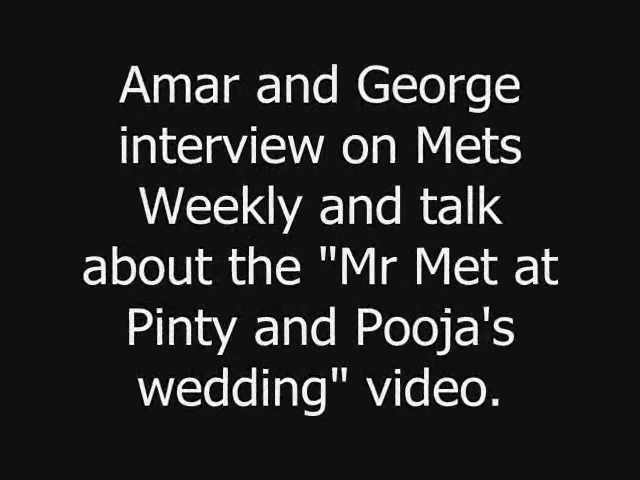 Amar and George
interview on Mets
Weekly and talk
about the "Mr Met at
Pinty and Pooja's
wedding" video.